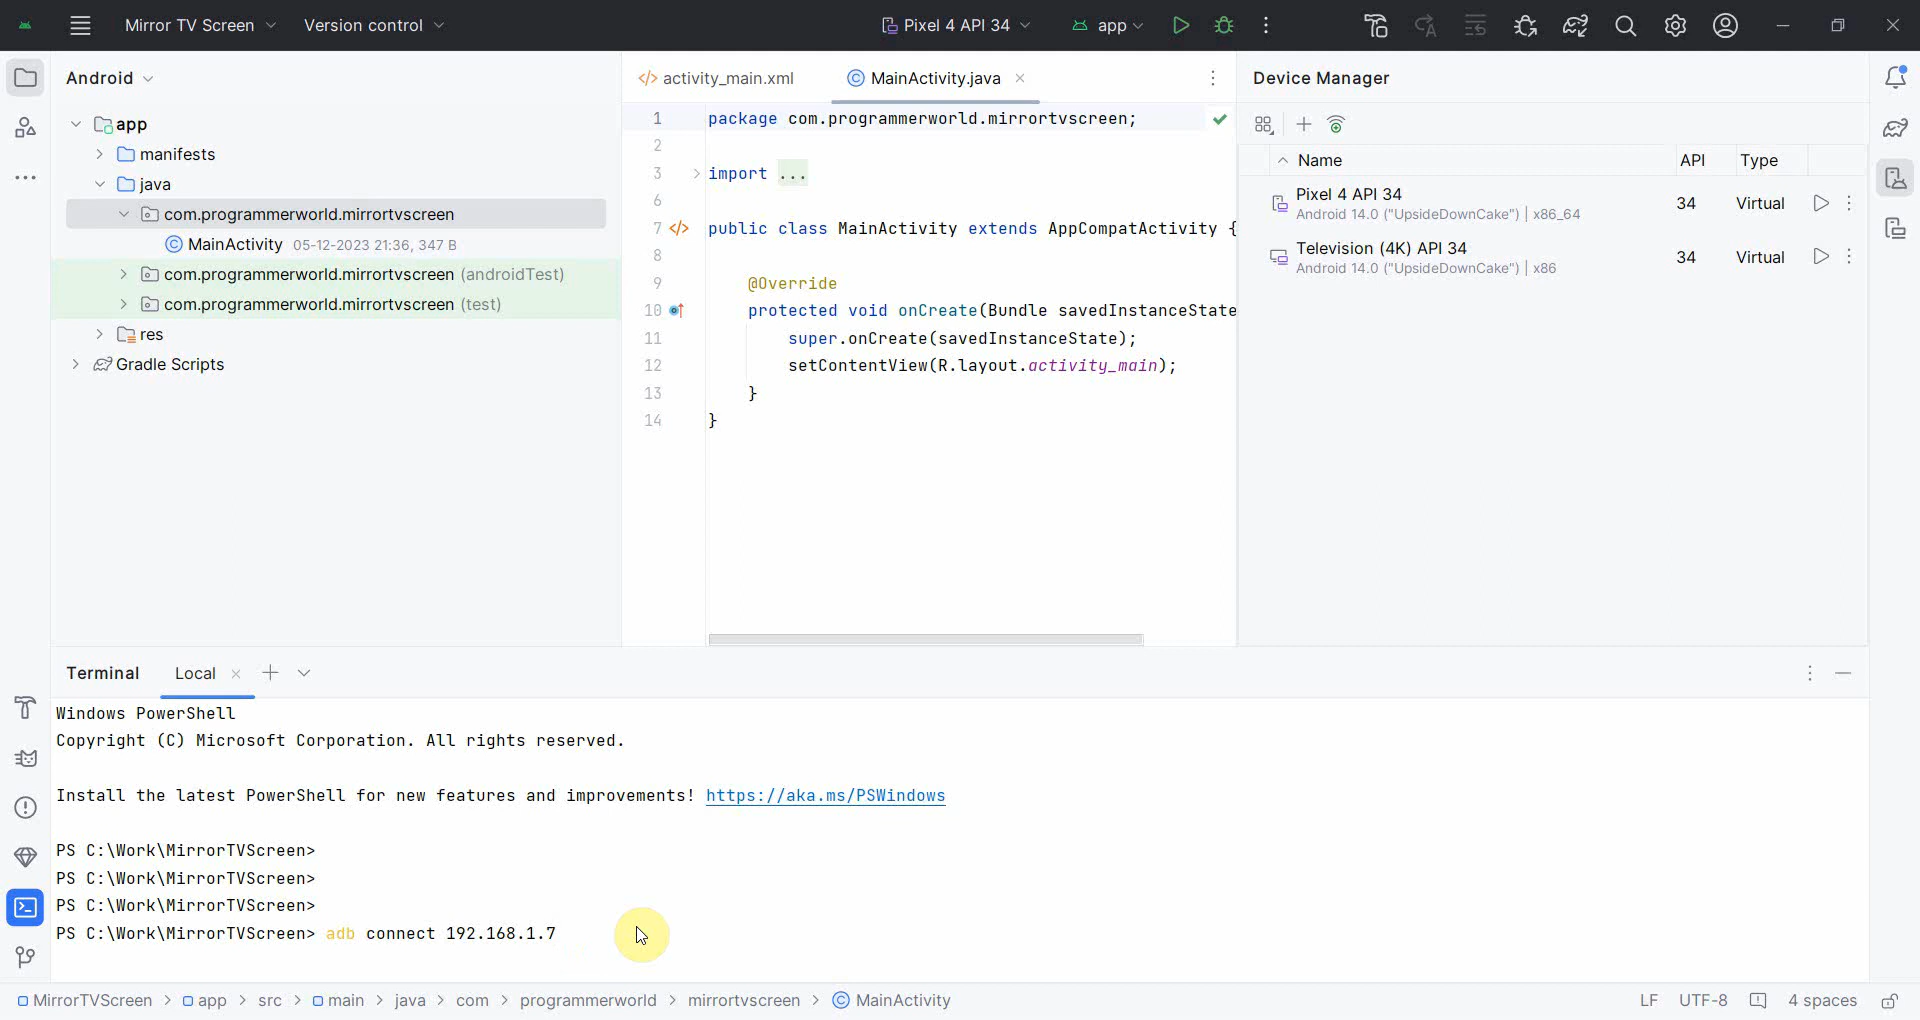 Mirror TV Screen
Version control
Pixel 4 API 34
app
Android
app
manifests
java
com.programmerworld.mirrortvscreen
MainActivity 05-12-2023 21:36, 347 B
com.programmerworld.mirrortvscreen (androidTest)
com.programmerworld.mirrortvscreen (test)
res
Gradle Scripts
</> activity_main.xml
© MainActivity.java
1 package com.programmerworld.mirrortvscreen;
2
3 import ...
6
7 </> public class MainActivity extends AppCompatActivity {
8
9 @Override
10 protected void onCreate(Bundle savedInstanceState
11 super.onCreate(savedInstanceState);
12 setContentView(R.layout.activity_main);
13 }
14 }
Device Manager
Name API Type
Pixel 4 API 34
Android 14.0 ("UpsideDownCake") | x86_64
34 Virtual
Television (4K) API 34
Android 14.0 ("UpsideDownCake") | x86
34 Virtual
Terminal Local
Windows PowerShell
Copyright (C) Microsoft Corporation. All rights reserved.
Install the latest PowerShell for new features and improvements! https://aka.ms/PSWindows
PS C:\Work\MirrorTVScreen>
PS C:\Work\MirrorTVScreen>
PS C:\Work\MirrorTVScreen>
PS C:\Work\MirrorTVScreen> adb connect 192.168.1.7
MirrorTVScreen > app > src > main > java > com > programmerworld > mirrortvscreen > MainActivity
LF UTF-8 4 spaces